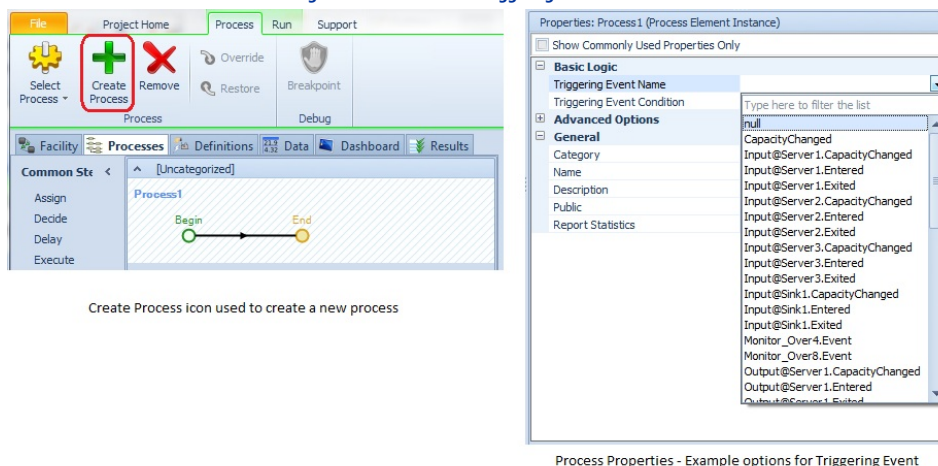 File Project Home Process Run Support
Select Process
Create Process
Remove
Override
Restore
Breakpoint
Process Debug
Facility Processes Definitions Data Dashboard Results
Common Ste
[Uncategorized]
Assign
Decide
Delay
Execute
Process1
Begin End
Create Process icon used to create a new process
Properties: Process1 (Process Element Instance)
Show Commonly Used Properties Only
Basic Logic
Triggering Event Name
Triggering Event Condition
Advanced Options
General
Category
Name
Description
Public
Report Statistics
Type here to filter the list
null
CapacityChanged
Input@Server1.CapacityChanged
Input@Server1.Entered
Input@Server1.Exited
Input@Server2.CapacityChanged
Input@Server2.Entered
Input@Server2.Exited
Input@Server3.CapacityChanged
Input@Server3.Entered
Input@Server3.Exited
Input@Sink1.CapacityChanged
Input@Sink1.Entered
Input@Sink1.Exited
Monitor_Over4.Event
Monitor_Over8.Event
Output@Server1.CapacityChanged
Output@Server1.Entered
Output@Server1.Exited
Process Properties - Example options for Triggering Event